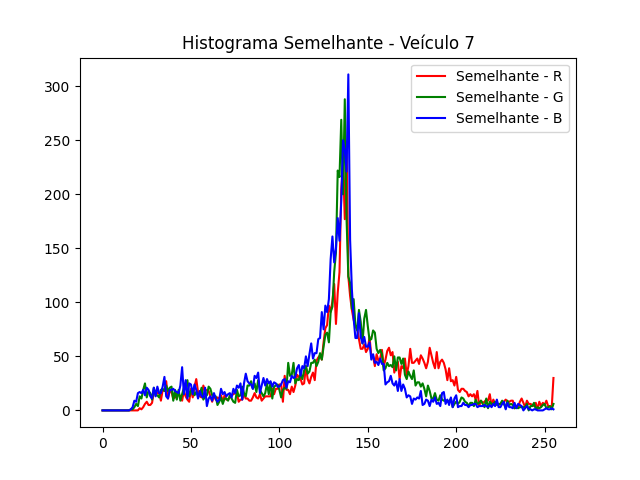 Histograma Semelhante - Veículo 7
Semelhante - R
Semelhante - G
Semelhante - B
300
250
200
150
100
50
0
0 50 100 150 200 250